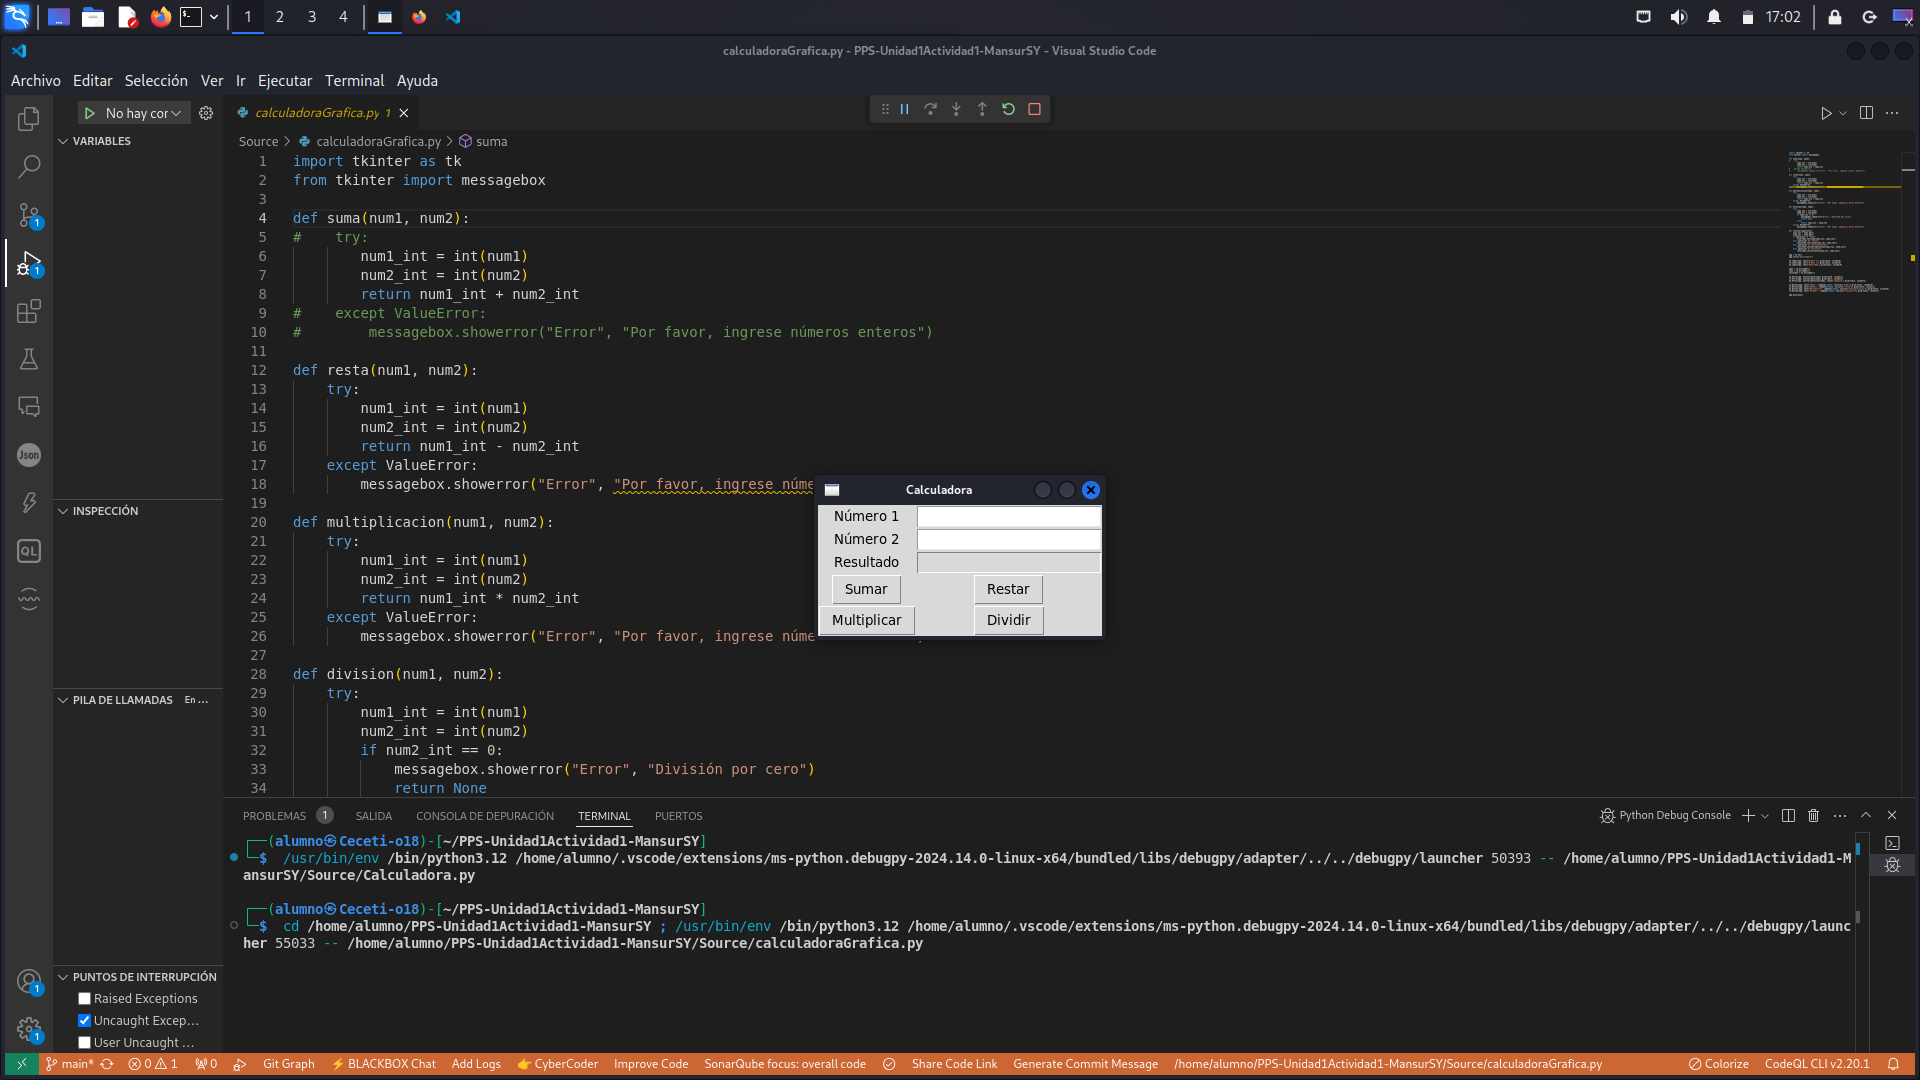 1 2 3 4
17:02
calculadoraGrafica.py - PPS-Unidad1Actividad1-MansurSY - Visual Studio Code
Archivo Editar Selección Ver Ir Ejecutar Terminal Ayuda
No hay cor
calculadoraGrafica.py 1
VARIABLES
Source > calculadoraGrafica.py > suma
1 import tkinter as tk
2 from tkinter import messagebox
3
4 def suma(num1, num2):
5 #    try:
6         num1_int = int(num1)
7         num2_int = int(num2)
8         return num1_int + num2_int
9 #    except ValueError:
10 #        messagebox.showerror("Error", "Por favor, ingrese números enteros")
11
12 def resta(num1, num2):
13     try:
14         num1_int = int(num1)
15         num2_int = int(num2)
16         return num1_int - num2_int
17     except ValueError:
18         messagebox.showerror("Error", "Por favor, ingrese núme
19
20 def multiplicacion(num1, num2):
21     try:
22         num1_int = int(num1)
23         num2_int = int(num2)
24         return num1_int * num2_int
25     except ValueError:
26         messagebox.showerror("Error", "Por favor, ingrese núme
27
28 def division(num1, num2):
29     try:
30         num1_int = int(num1)
31         num2_int = int(num2)
32         if num2_int == 0:
33             messagebox.showerror("Error", "División por cero")
34             return None
Calculadora
Número 1
Número 2
Resultado
Sumar Restar
Multiplicar Dividir
Json
INSPECCIÓN
QL
PILA DE LLAMADAS En ...
PUNTOS DE INTERRUPCIÓN
Raised Exceptions
Uncaught Excep...
User Uncaught ...
1
1
1
1
PROBLEMAS 1 SALIDA CONSOLA DE DEPURACIÓN TERMINAL PUERTOS
Python Debug Console
┌──(alumno㉿Ceceti-o18)-[~/PPS-Unidad1Actividad1-MansurSY]
└─$ /usr/bin/env /bin/python3.12 /home/alumno/.vscode/extensions/ms-python.debugpy-2024.14.0-linux-x64/bundled/libs/debugpy/adapter/../../debugpy/launcher 50393 -- /home/alumno/PPS-Unidad1Actividad1-M
ansurSY/Source/Calculadora.py
┌──(alumno㉿Ceceti-o18)-[~/PPS-Unidad1Actividad1-MansurSY]
└─$ cd /home/alumno/PPS-Unidad1Actividad1-MansurSY ; /usr/bin/env /bin/python3.12 /home/alumno/.vscode/extensions/ms-python.debugpy-2024.14.0-linux-x64/bundled/libs/debugpy/adapter/../../debugpy/launc
her 55033 -- /home/alumno/PPS-Unidad1Actividad1-MansurSY/Source/calculadoraGrafica.py
main* 0 1 0 Git Graph BLACKBOX Chat Add Logs CyberCoder Improve Code SonarQube focus: overall code Share Code Link Generate Commit Message /home/alumno/PPS-Unidad1Actividad1-MansurSY/Source/calculadoraGrafica.py Colorize CodeQL CLI v2.20.1